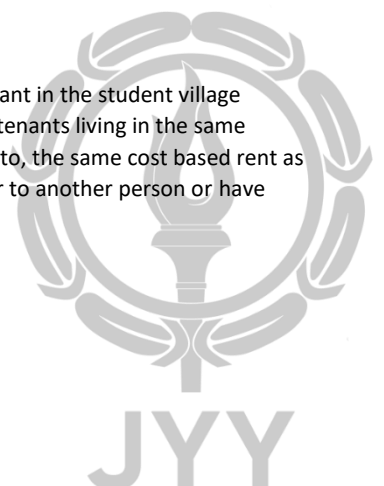 ant in the student village
tenants living in the same
to, the same cost based rent as
r to another person or have
JYY